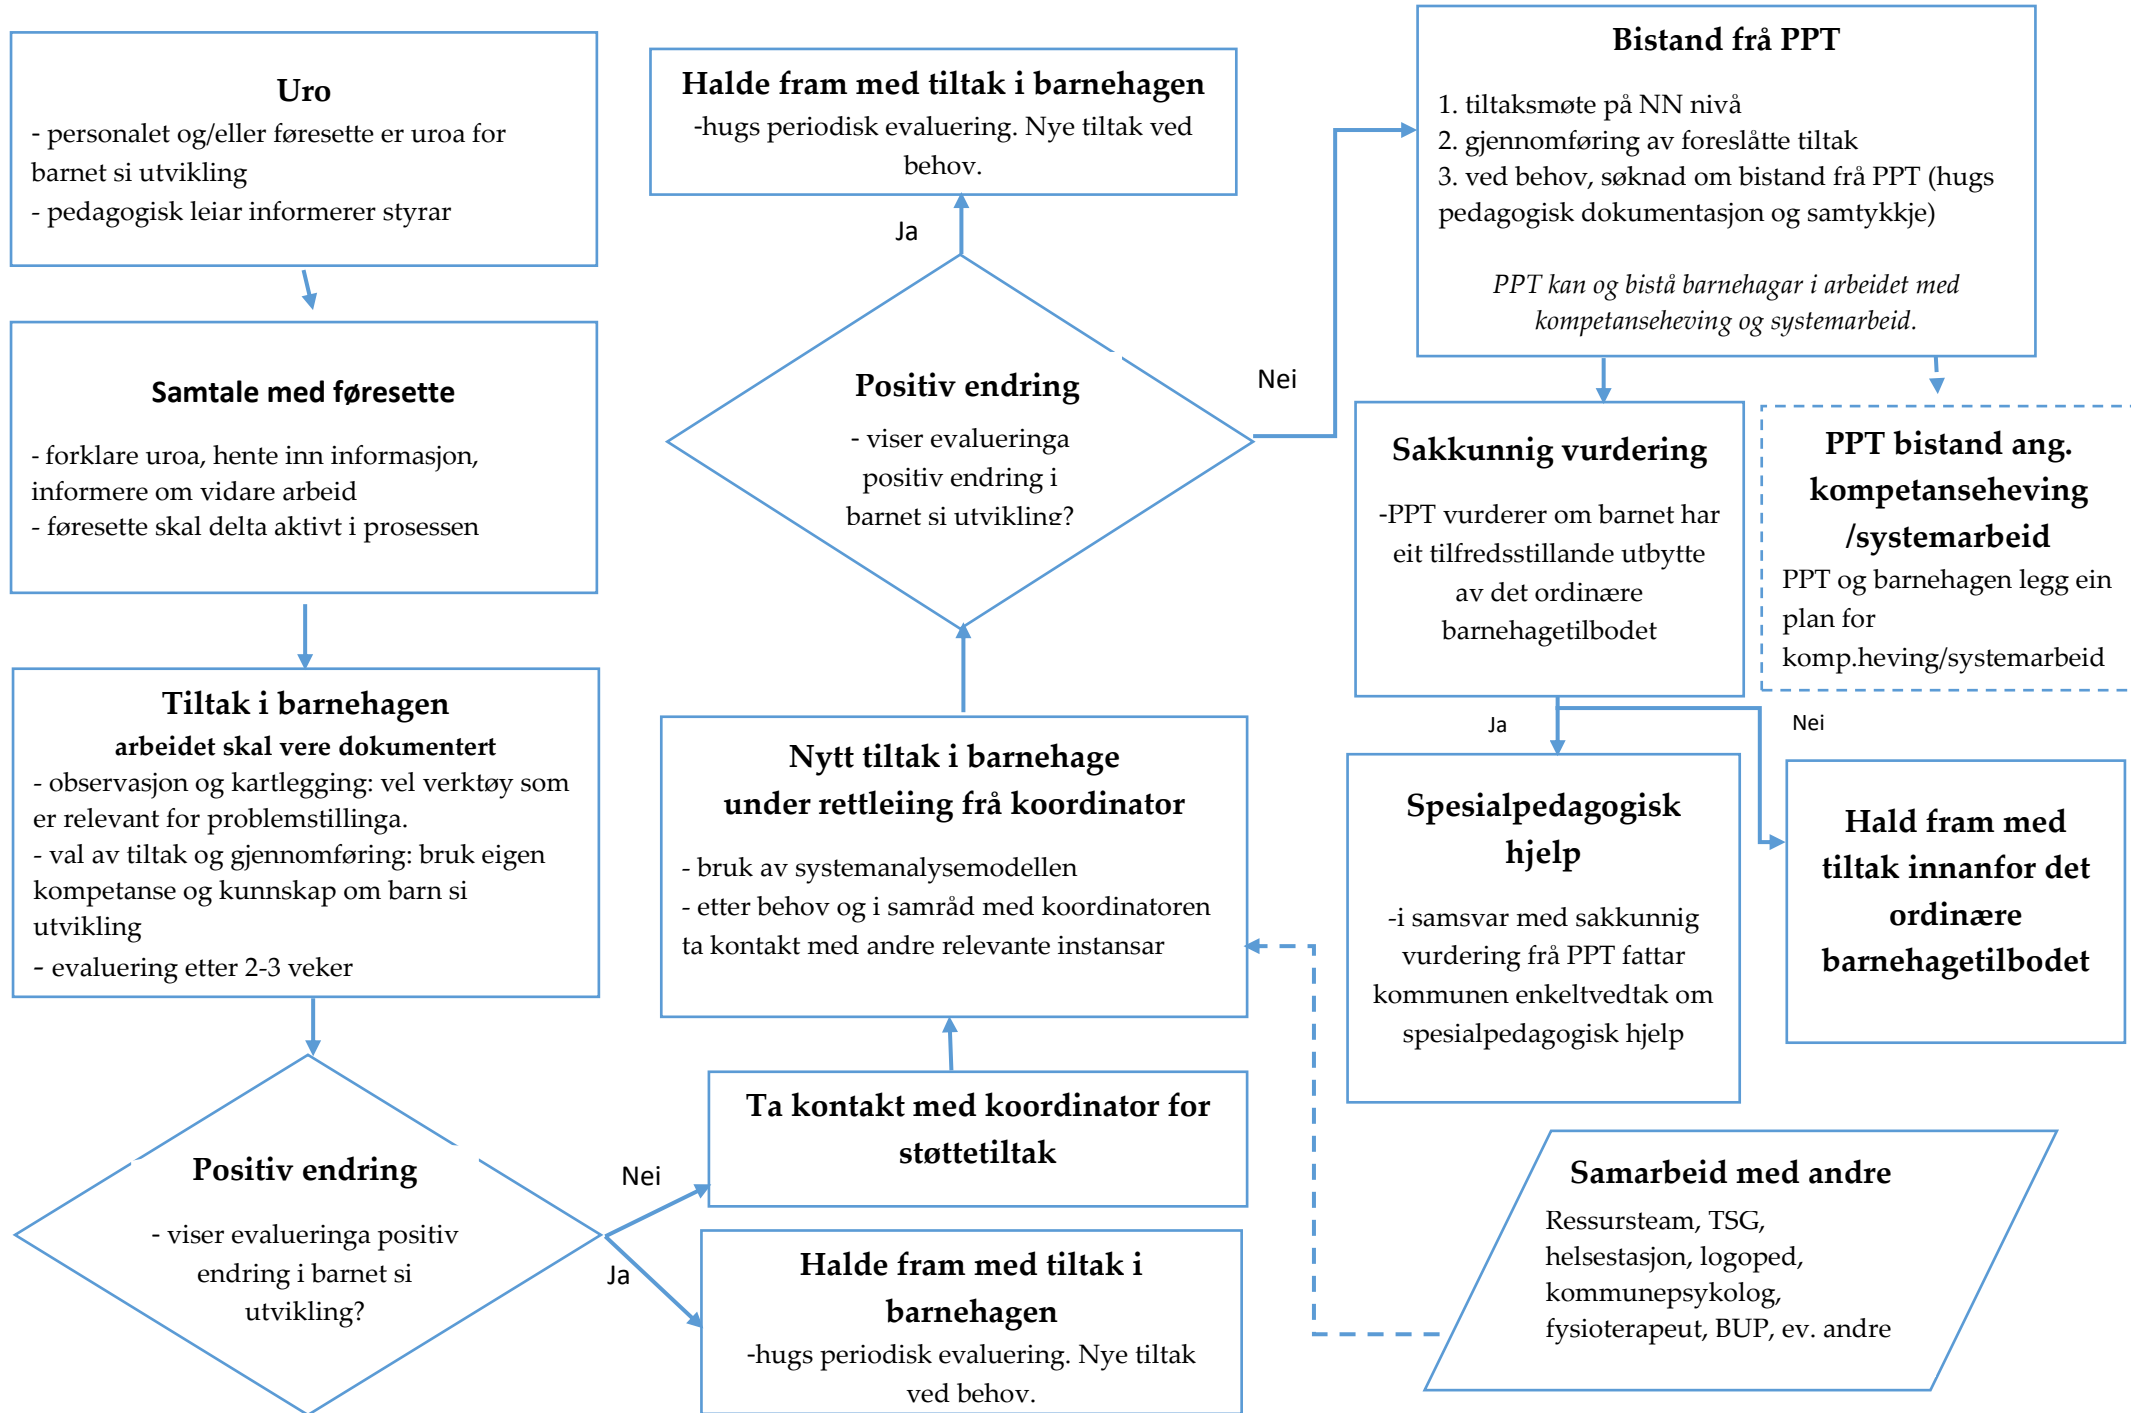 Uro
- personalet og/eller føresette er uroa for
barnet si utvikling
- pedagogisk leiar informerer styrar
Samtale med føresette
- forklare uroa, hente inn informasjon,
informere om vidare arbeid
- føresette skal delta aktivt i prosessen
Tiltak i barnehagen
arbeidet skal vere dokumentert
- observasjon og kartlegging: vel verktøy som
er relevant for problemstillinga.
- val av tiltak og gjennomføring: bruk eigen
kompetanse og kunnskap om barn si
utvikling
- evaluering etter 2-3 veker
Positiv endring
- viser evalueringa positiv
endring i barnet si
utvikling?
Nei
Ja
Ta kontakt med koordinator for
støttetiltak
Halde fram med tiltak i
barnehagen
-hugs periodisk evaluering. Nye tiltak
ved behov.
Nytt tiltak i barnehage
under rettleiing frå koordinator
- bruk av systemanalysemodellen
- etter behov og i samråd med koordinatoren
ta kontakt med andre relevante instansar
Positiv endring
- viser evalueringa
positiv endring i
barnet si utvikling?
Ja
Nei
Halde fram med tiltak i barnehagen
-hugs periodisk evaluering. Nye tiltak ved
behov.
Bistand frå PPT
1. tiltaksmøte på NN nivå
2. gjennomføring av foreslåtte tiltak
3. ved behov, søknad om bistand frå PPT (hugs
pedagogisk dokumentasjon og samtykkje)
PPT kan og bistå barnehagar i arbeidet med
kompetanseheving og systemarbeid.
Sakkunnig vurdering
-PPT vurderer om barnet har
eit tilfredsstillande utbytte
av det ordinære
barnehagetilbodet
PPT bistand ang.
kompetanseheving
/systemarbeid
PPT og barnehagen legg ein
plan for
komp.heving/systemarbeid
Ja
Nei
Spesialpedagogisk
hjelp
-i samsvar med sakkunnig
vurdering frå PPT fattar
kommunen enkeltvedtak om
spesialpedagogisk hjelp
Hald fram med
tiltak innanfor det
ordinære
barnehagetilbodet
Samarbeid med andre
Ressursteam, TSG,
helsestasjon, logoped,
kommunepsykolog,
fysioterapeut, BUP, ev. andre